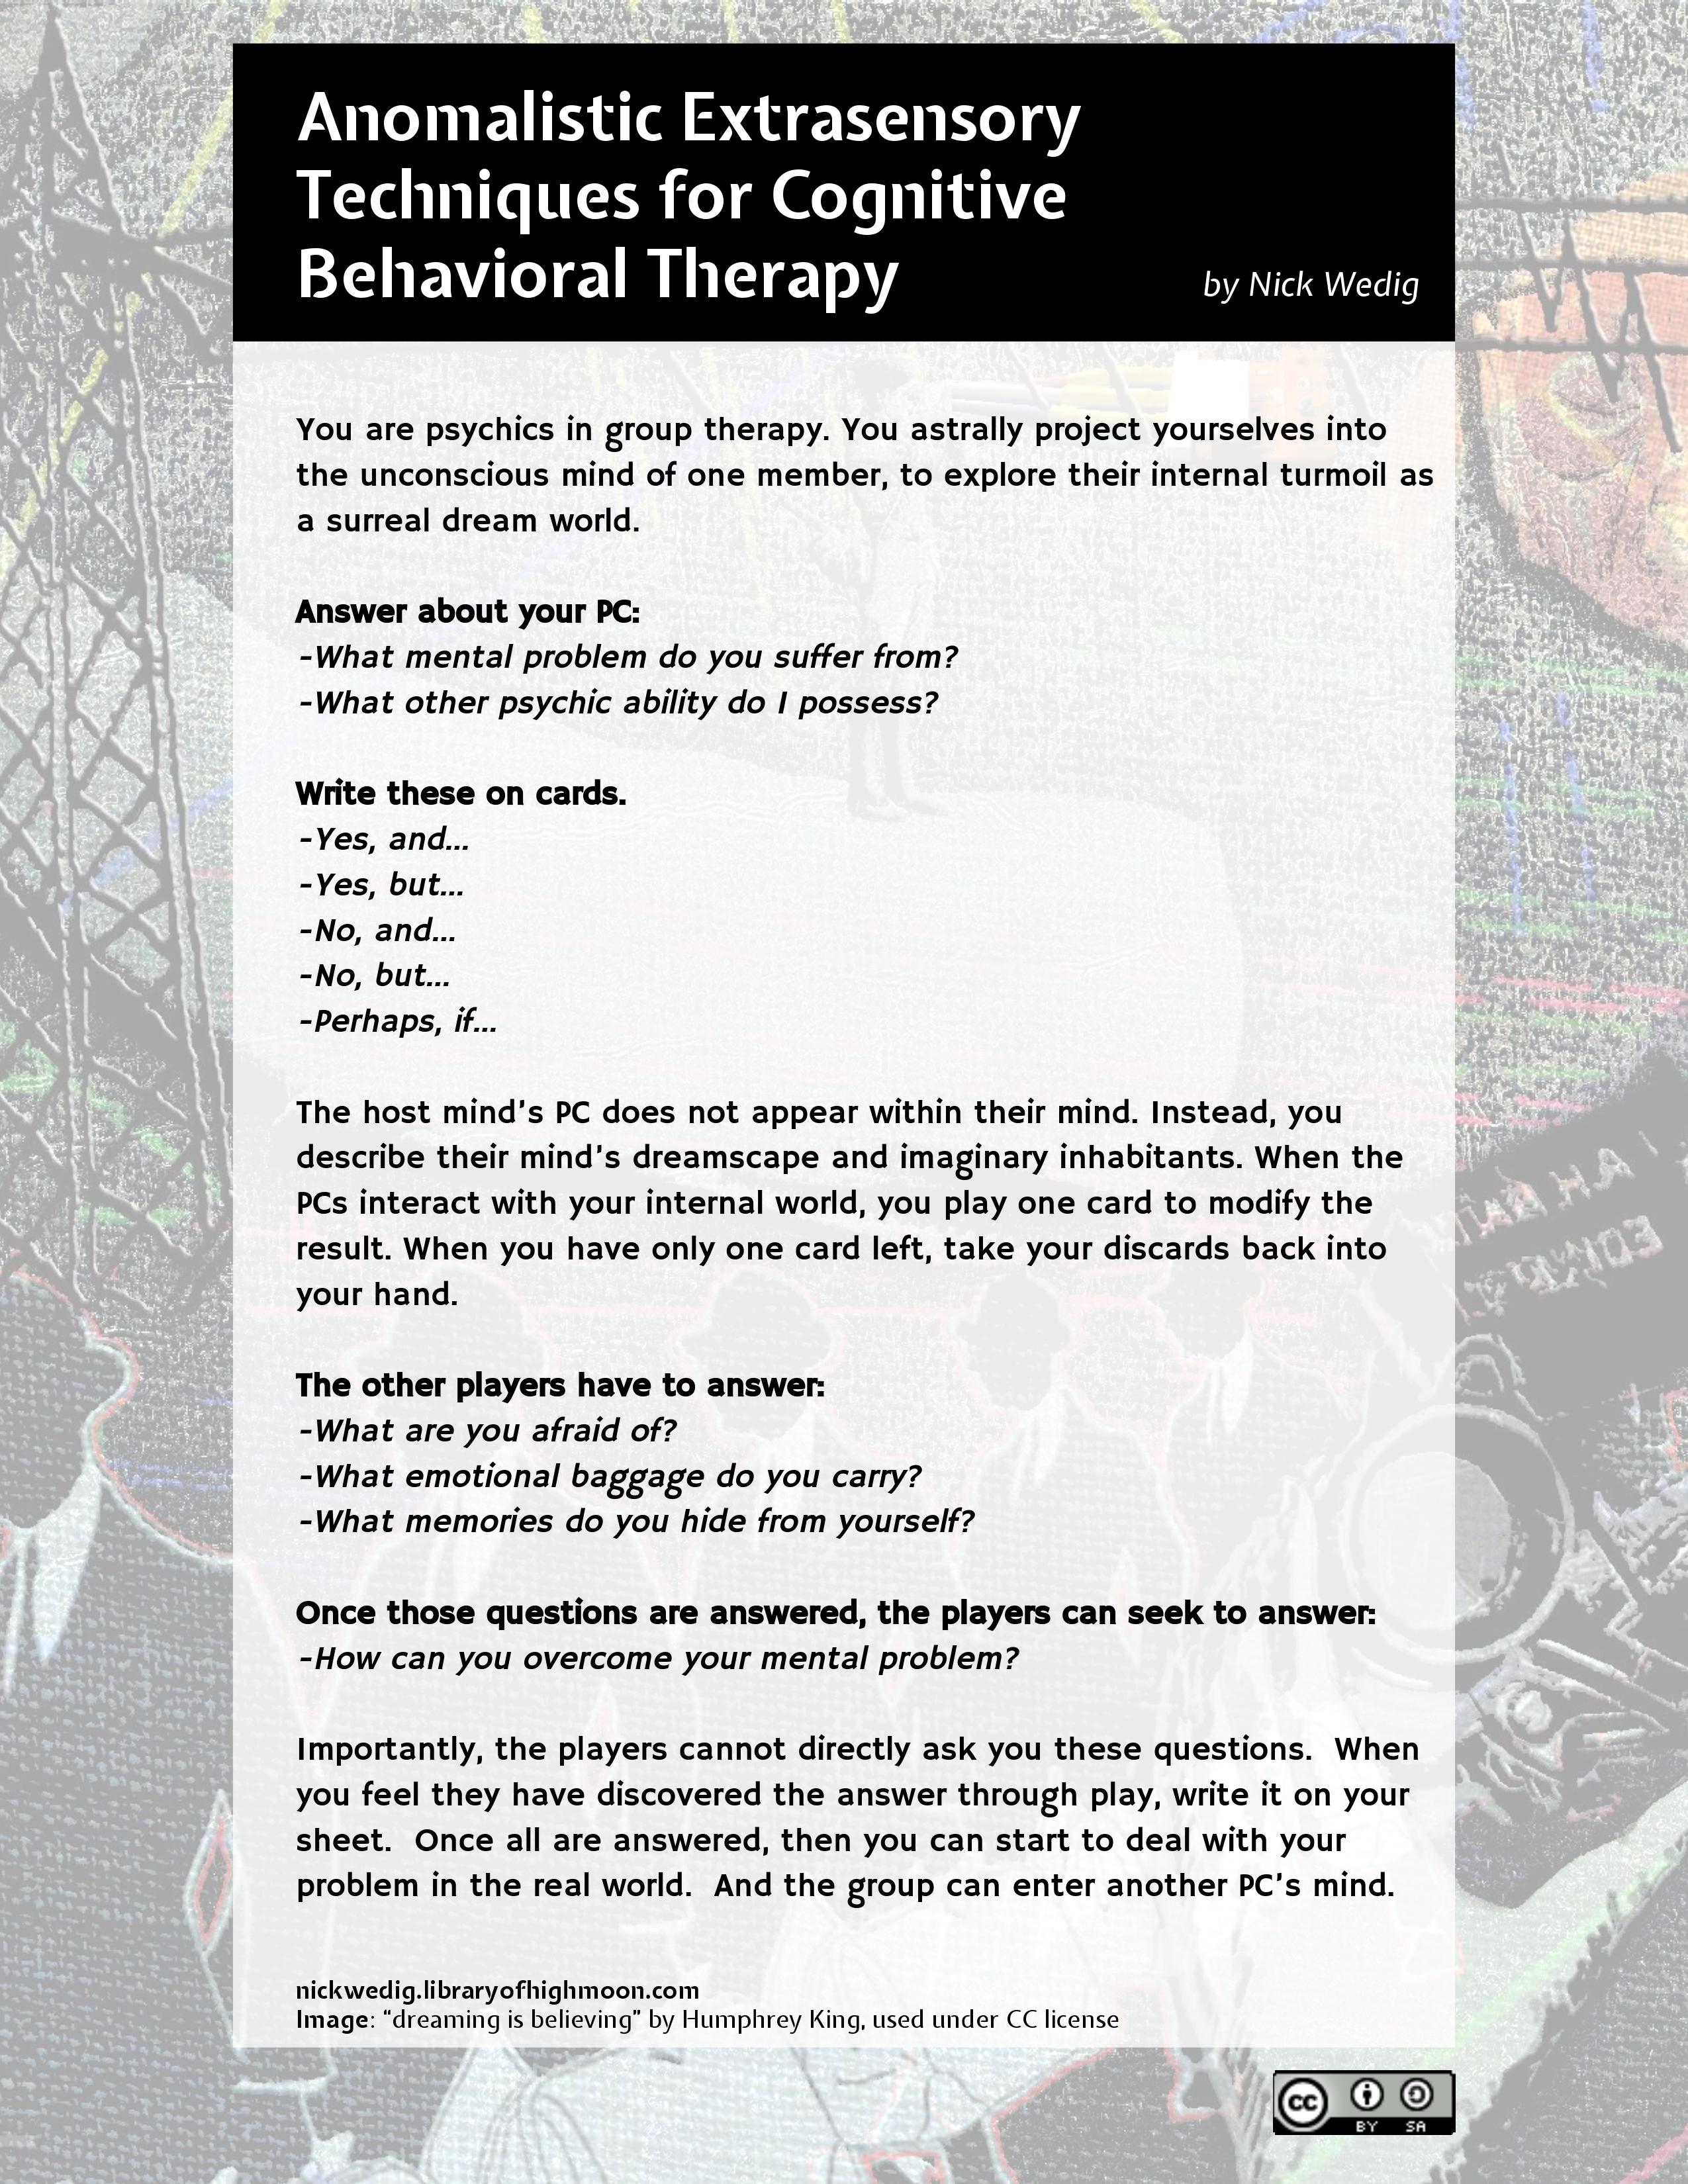 Anomalistic Extrasensory
Techniques for Cognitive
Behavioral Therapy
by Nick Wedig
You are psychics in group therapy. You astrally project yourselves into
the unconscious mind of one member, to explore their internal turmoil as
a surreal dream world.
Answer about your PC:
-What mental problem do you suffer from?
-What other psychic ability do I possess?
Write these on cards.
-Yes, and...
-Yes, but...
-No, and...
-No, but...
-Perhaps, if...
The host mind's PC does not appear within their mind. Instead, you
describe their mind's dreamscape and imaginary inhabitants. When the
PCs interact with your internal world, you play one card to modify the
result. When you have only one card left, take your discards back into
your hand.
The other players have to answer:
-What are you afraid of?
-What emotional baggage do you carry?
-What memories do you hide from yourself?
Once those questions are answered, the players can seek to answer:
-How can you overcome your mental problem?
Importantly, the players cannot directly ask you these questions.  When
you feel they have discovered the answer through play, write it on your
sheet.  Once all are answered, then you can start to deal with your
problem in the real world.  And the group can enter another PC's mind.
nickwedig.libraryofhighmoon.com
Image: "dreaming is believing" by Humphrey King, used under CC license
cc BY SA